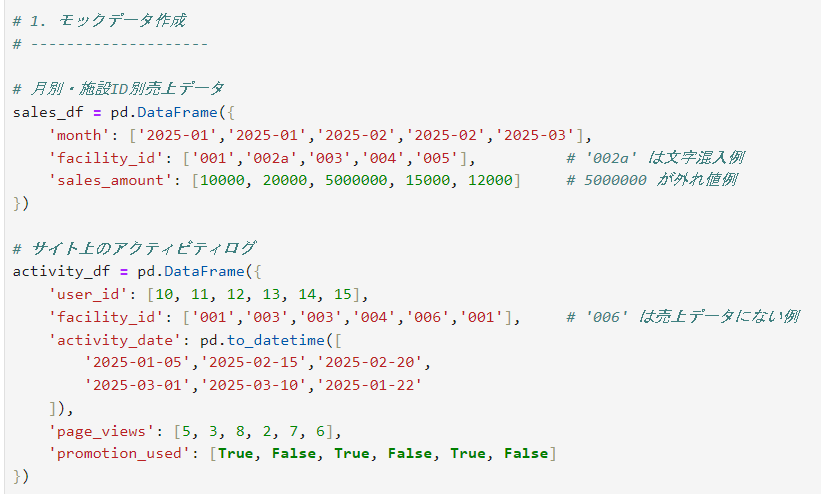 # 1. モックデータ作成
# --------------------
# 月別・施設ID別売上データ
sales_df = pd.DataFrame({
    'month': ['2025-01','2025-01','2025-02','2025-02','2025-03'],
    'facility_id': ['001','002a','003','004','005'],          # '002a' は文字混入例
    'sales_amount': [10000, 20000, 5000000, 15000, 12000]     # 5000000 が外れ値例
})
# サイト上のアクティビティログ
activity_df = pd.DataFrame({
    'user_id': [10, 11, 12, 13, 14, 15],
    'facility_id': ['001','003','003','004','006','001'],     # '006' は売上データにない例
    'activity_date': pd.to_datetime([
        '2025-01-05','2025-02-15','2025-02-20',
        '2025-03-01','2025-03-10','2025-01-22'
    ]),
    'page_views': [5, 3, 8, 2, 7, 6],
    'promotion_used': [True, False, True, False, True, False]
})